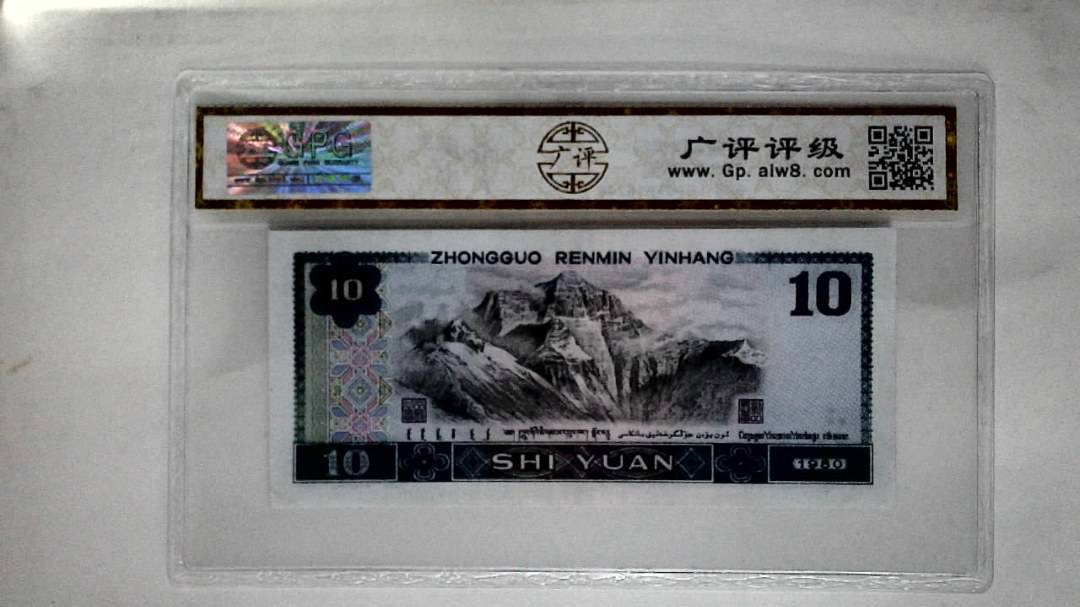 GPG
广评
广评评级
www. Gp. alw8. com
ZHONGGUO RENMIN YINHANG
10
10
10
SHI YUAN
1980